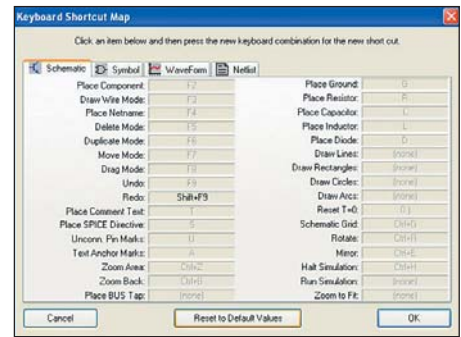 Keyboard Shortcut Map
Click an item below and then press the new keyboard combination for the new short cut.
Schematic Symbol WaveForm Netlist
Place Component: F2
Draw Wire Mode: F3
Place Netname: F4
Delete Mode: F5
Duplicate Mode: F6
Move Mode: F7
Drag Mode: F8
Undo: F9
Redo: Shift+F9
Place Comment Text: T
Place SPICE Directive: S
Unconn. Pin Marks: U
Text Anchor Marks: A
Zoom Area: Ctrl+Z
Zoom Back: Ctrl+B
Place BUS Tap: [none]
Place Ground: G
Place Resistor: R
Place Capacitor: C
Place Inductor: L
Place Diode: D
Draw Lines: [none]
Draw Rectangles: [none]
Draw Circles: [none]
Draw Arcs: [none]
Reset T=0:
Schematic Grid: Ctrl+G
Rotate: Ctrl+R
Mirror: Ctrl+E
Halt Simulation: Ctrl+H
Run Simulation: [none]
Zoom to Fit: [none]
Cancel
Reset to Default Values
OK